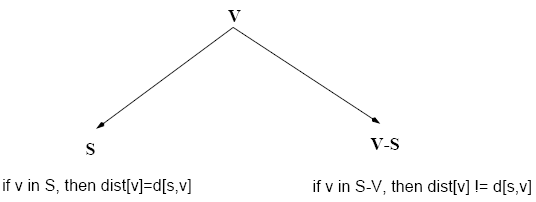 V
S
V-S
if v in S, then dist[v]=d[s,v]
if v in S-V, then dist[v] != d[s,v]